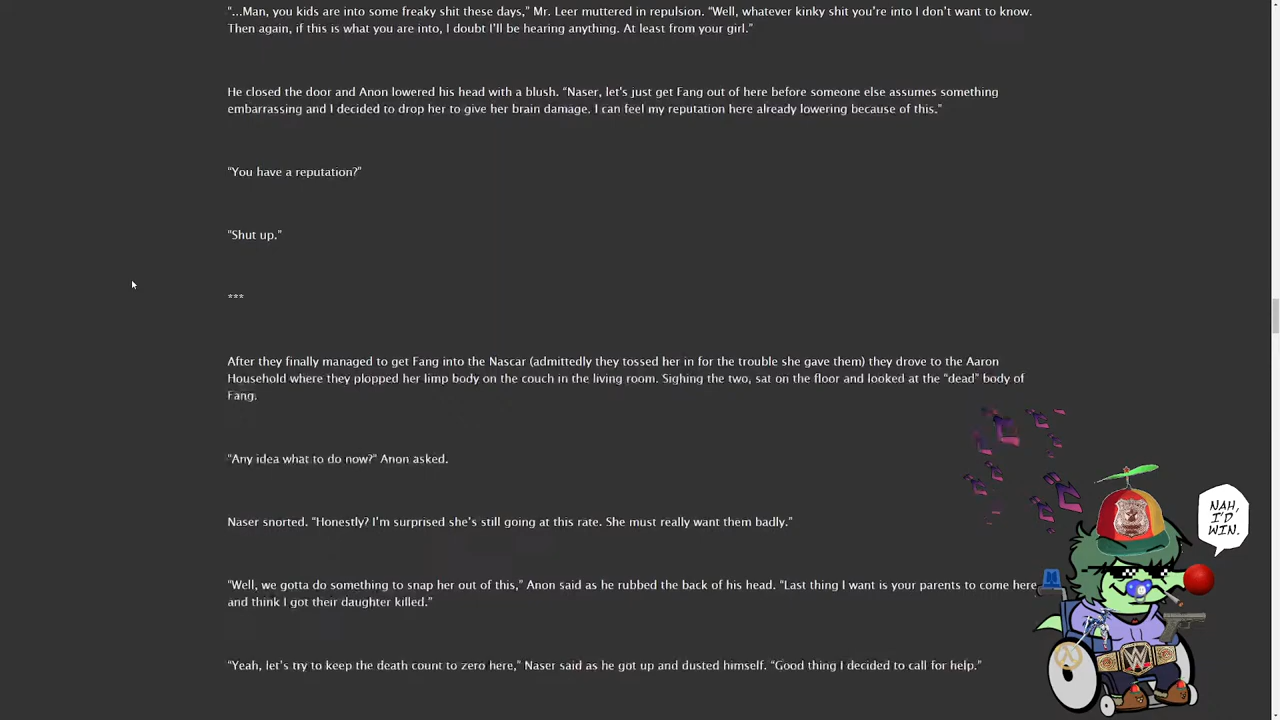 "...Man, you kids are into some freaky shit these days,” Mr. Leer muttered in repulsion. “Well, whatever kinky shit you’re into I don’t want to know.
Then again, if this is what you are into, I doubt I’ll be hearing anything. At least from your girl.”
He closed the door and Anon lowered his head with a blush. “Naser, let’s just get Fang out of here before someone else assumes something
embarrassing and I decided to drop her to give her brain damage. I can feel my reputation here already lowering because of this.”
"You have a reputation?”
"Shut up.”
***
After they finally managed to get Fang into the Nascar (admittedly they tossed her in for the trouble she gave them) they drove to the Aaron
Household where they plopped her limp body on the couch in the living room. Sighing the two, sat on the floor and looked at the “dead” body of
Fang.
"Any idea what to do now?” Anon asked.
Naser snorted. “Honestly? I’m surprised she’s still going at this rate. She must really want them badly.”
"Well, we gotta do something to snap her out of this,” Anon said as he rubbed the back of his head. “Last thing I want is your parents to come here
and think I got their daughter killed.”
“Yeah, let’s try to keep the death count to zero here,” Naser said as he got up and dusted himself. “Good thing I decided to call for help.”
NAH,
I'D
WIN.
W